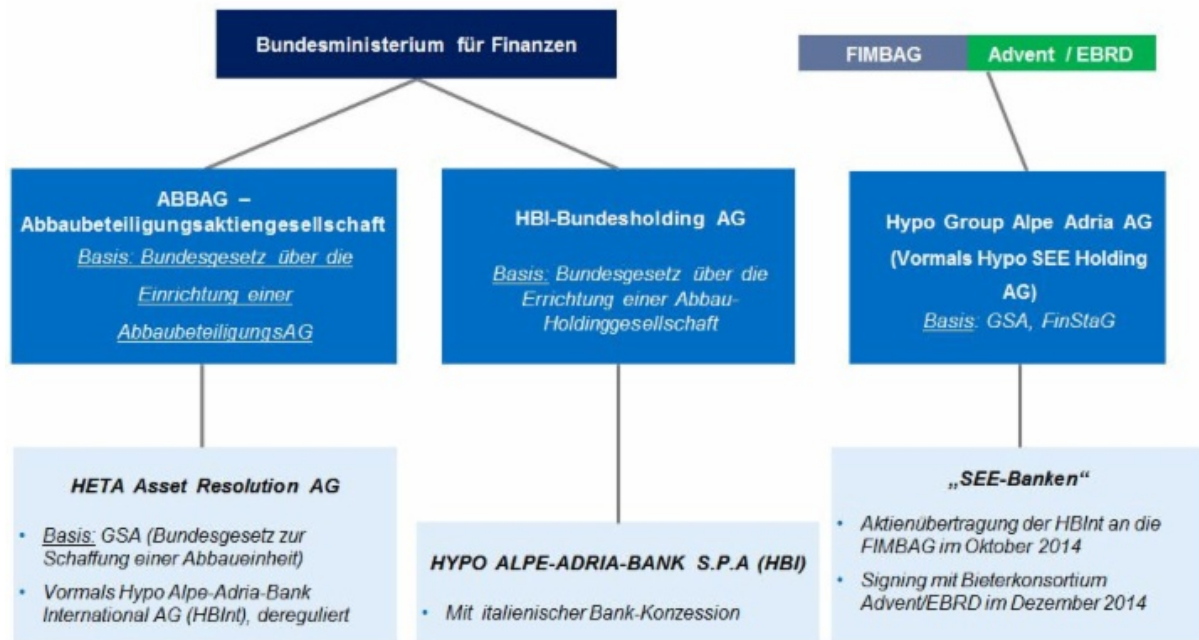 Bundesministerium für Finanzen
FIMBAG
Advent / EBRD
ABBAG –
Abbaubeteiligungsaktiengesellschaft
Basis: Bundesgesetz über die
Einrichtung einer
AbbaubeteiligungsAG
HBI-Bundesholding AG
Basis: Bundesgesetz über die
Errichtung einer Abbau-
Holdinggesellschaft
Hypo Group Alpe Adria AG
(Vormals Hypo SEE Holding
AG)
Basis: GSA, FinStaG
HETA Asset Resolution AG
• Basis: GSA (Bundesgesetz zur
Schaffung einer Abbaueinheit)
• Vormals Hypo Alpe-Adria-Bank
International AG (HBInt), dereguliert
HYPO ALPE-ADRIA-BANK S.P.A (HBI)
• Mit italienischer Bank-Konzession
„SEE-Banken“
• Aktienübertragung der HBInt an die
FIMBAG im Oktober 2014
• Signing mit Bieterkonsortium
Advent/EBRD im Dezember 2014